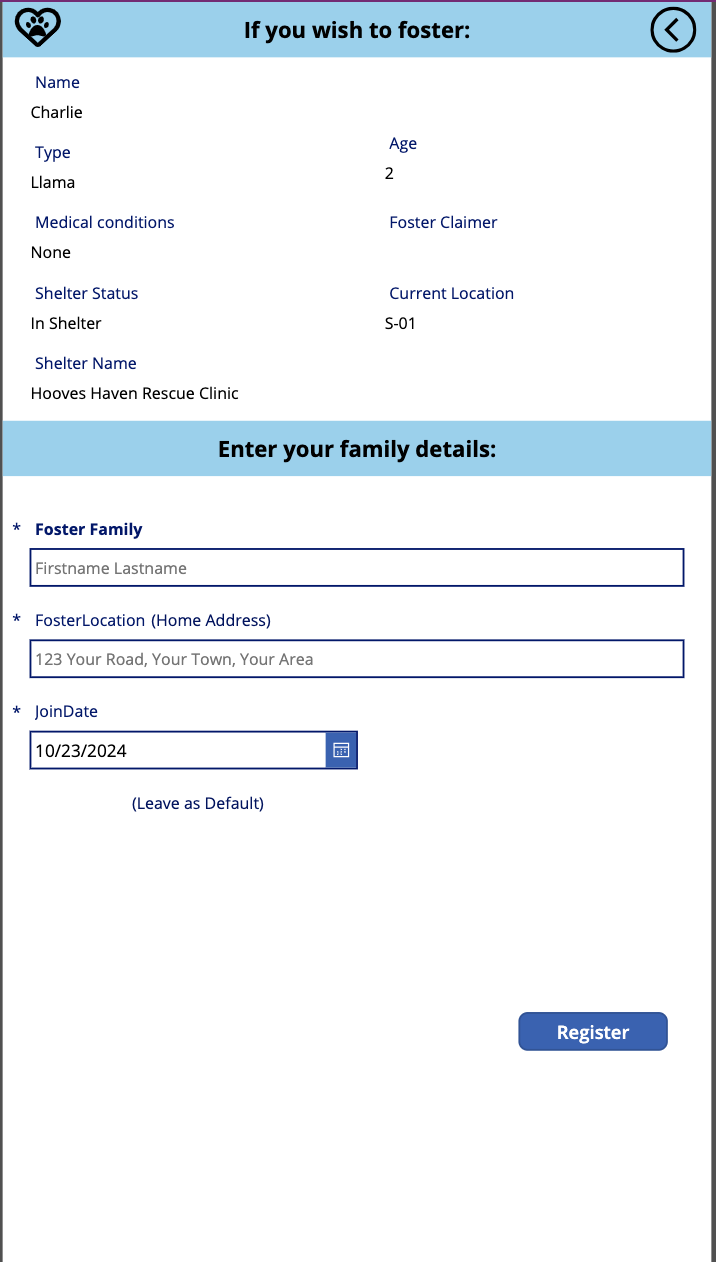 If you wish to foster:
Name
Charlie
Type
Age
Llama
2
Medical conditions
Foster Claimer
None
Shelter Status
Current Location
In Shelter
S-01
Shelter Name
Hooves Haven Rescue Clinic
Enter your family details:
* Foster Family
Firstname Lastname
* FosterLocation (Home Address)
123 Your Road, Your Town, Your Area
* JoinDate
10/23/2024
(Leave as Default)
Register